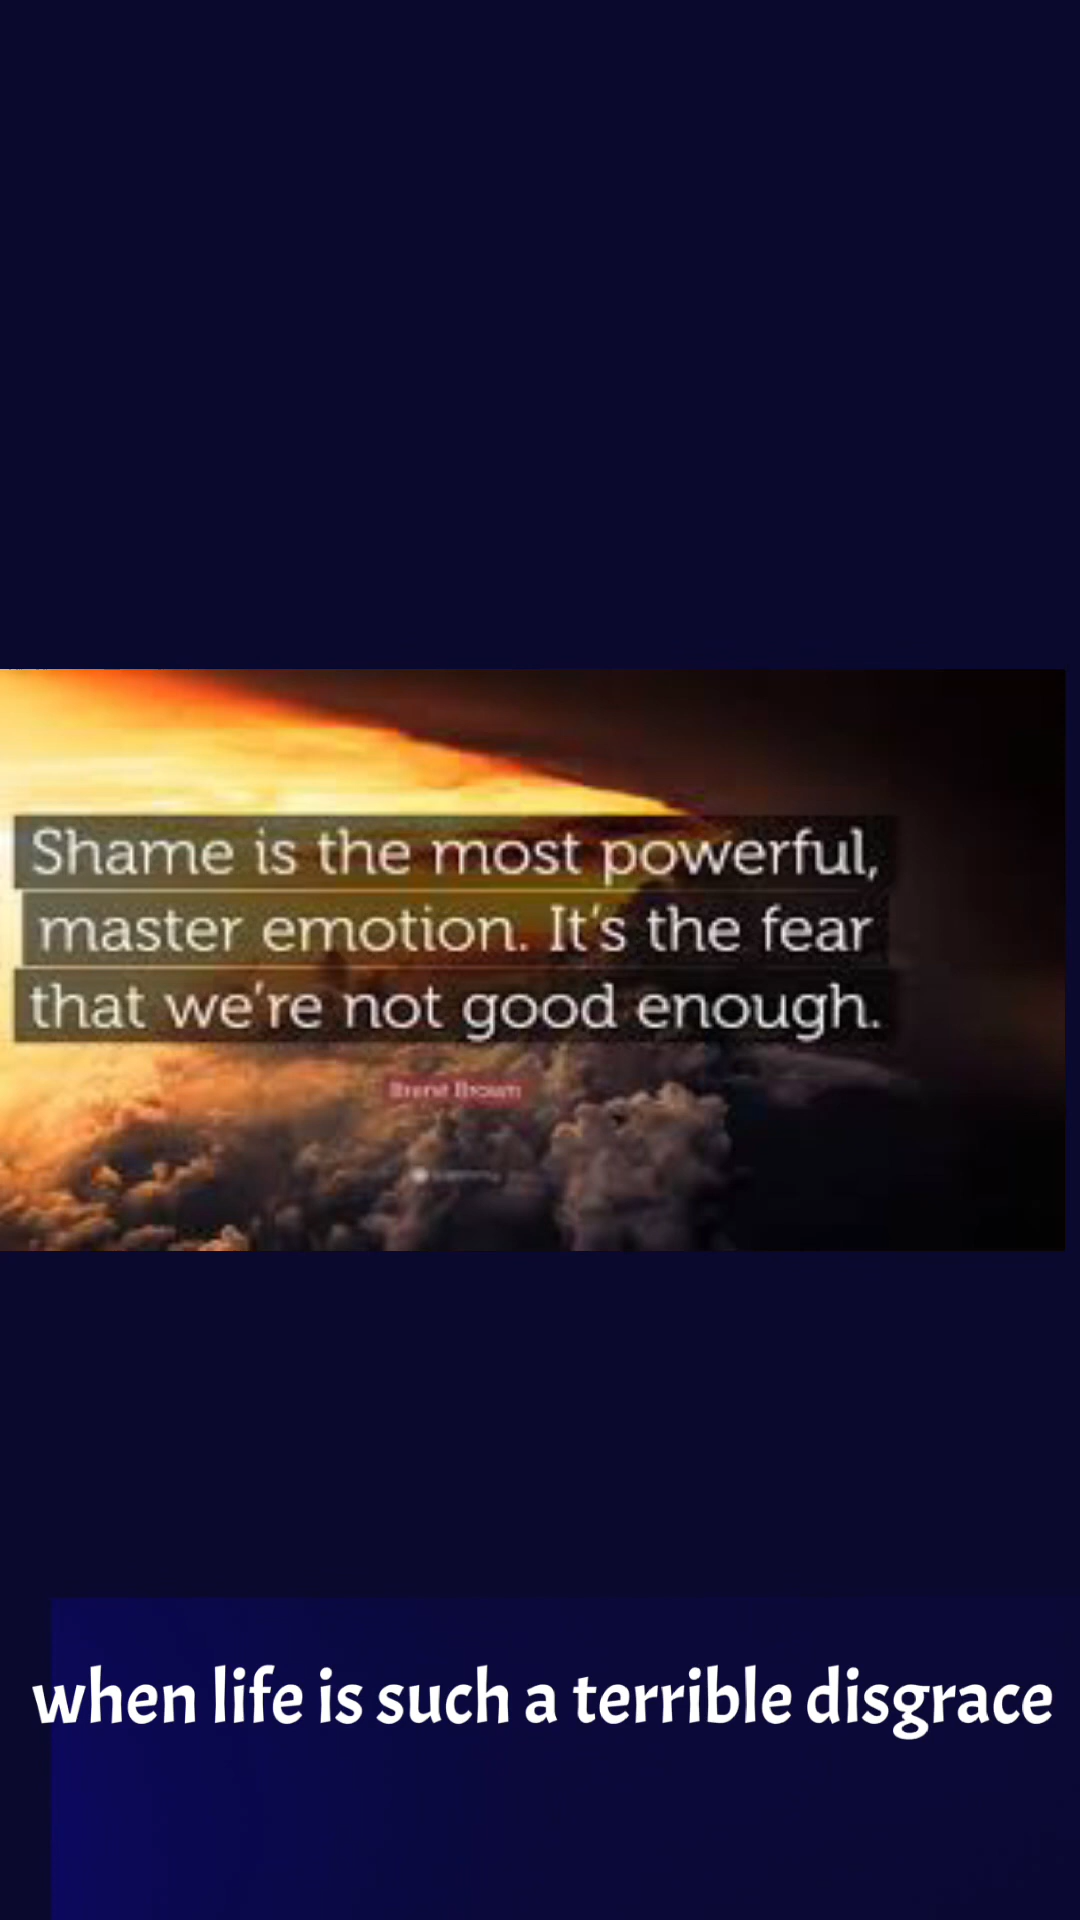 Shame is the most powerful,
master emotion. It's the fear
that we're not good enough.
Brené Brown
when life is such a terrible disgrace